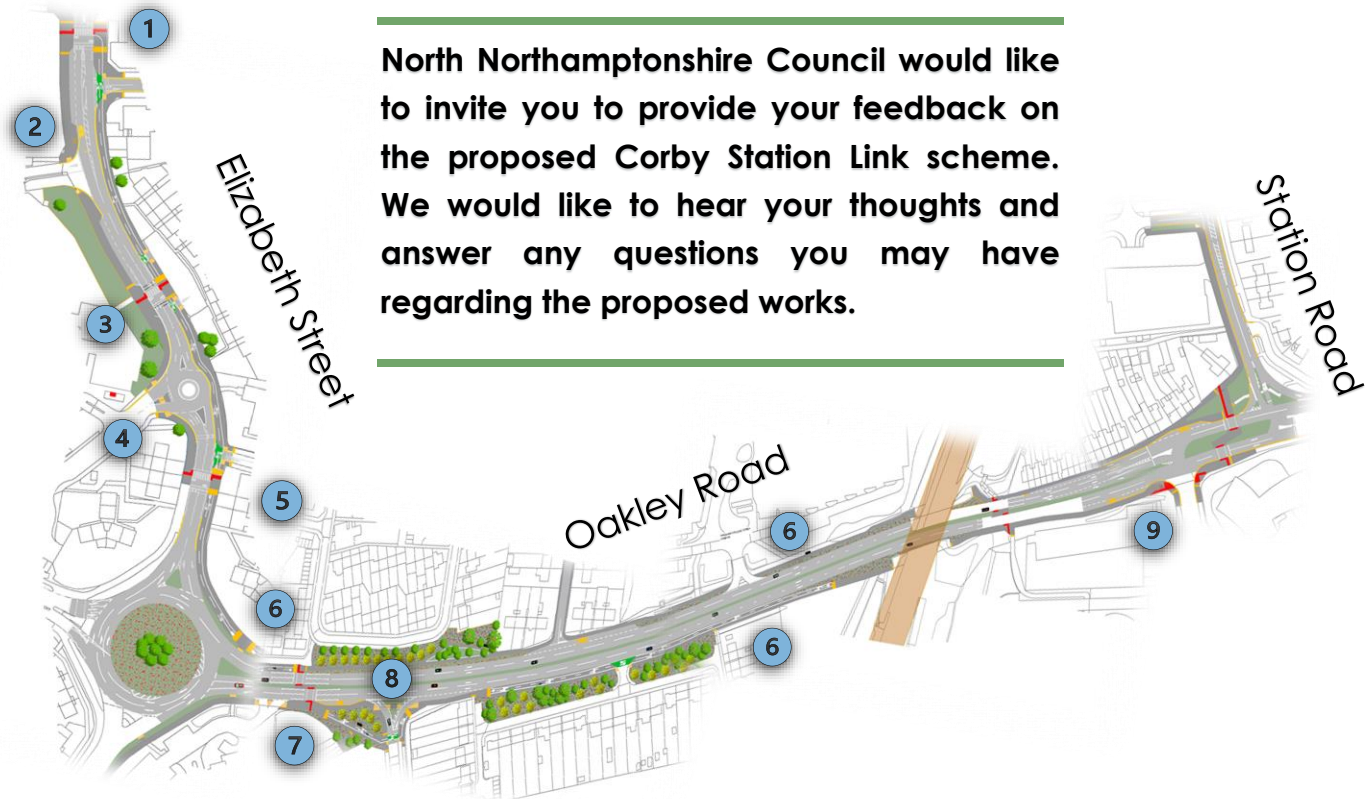 1
North Northamptonshire Council would like
to invite you to provide your feedback on
the proposed Corby Station Link scheme.
We would like to hear your thoughts and
answer any questions you may have
regarding the proposed works.
2
Elizabeth Street
Station Road
3
4
Oakley Road
5
6
9
6
6
8
7